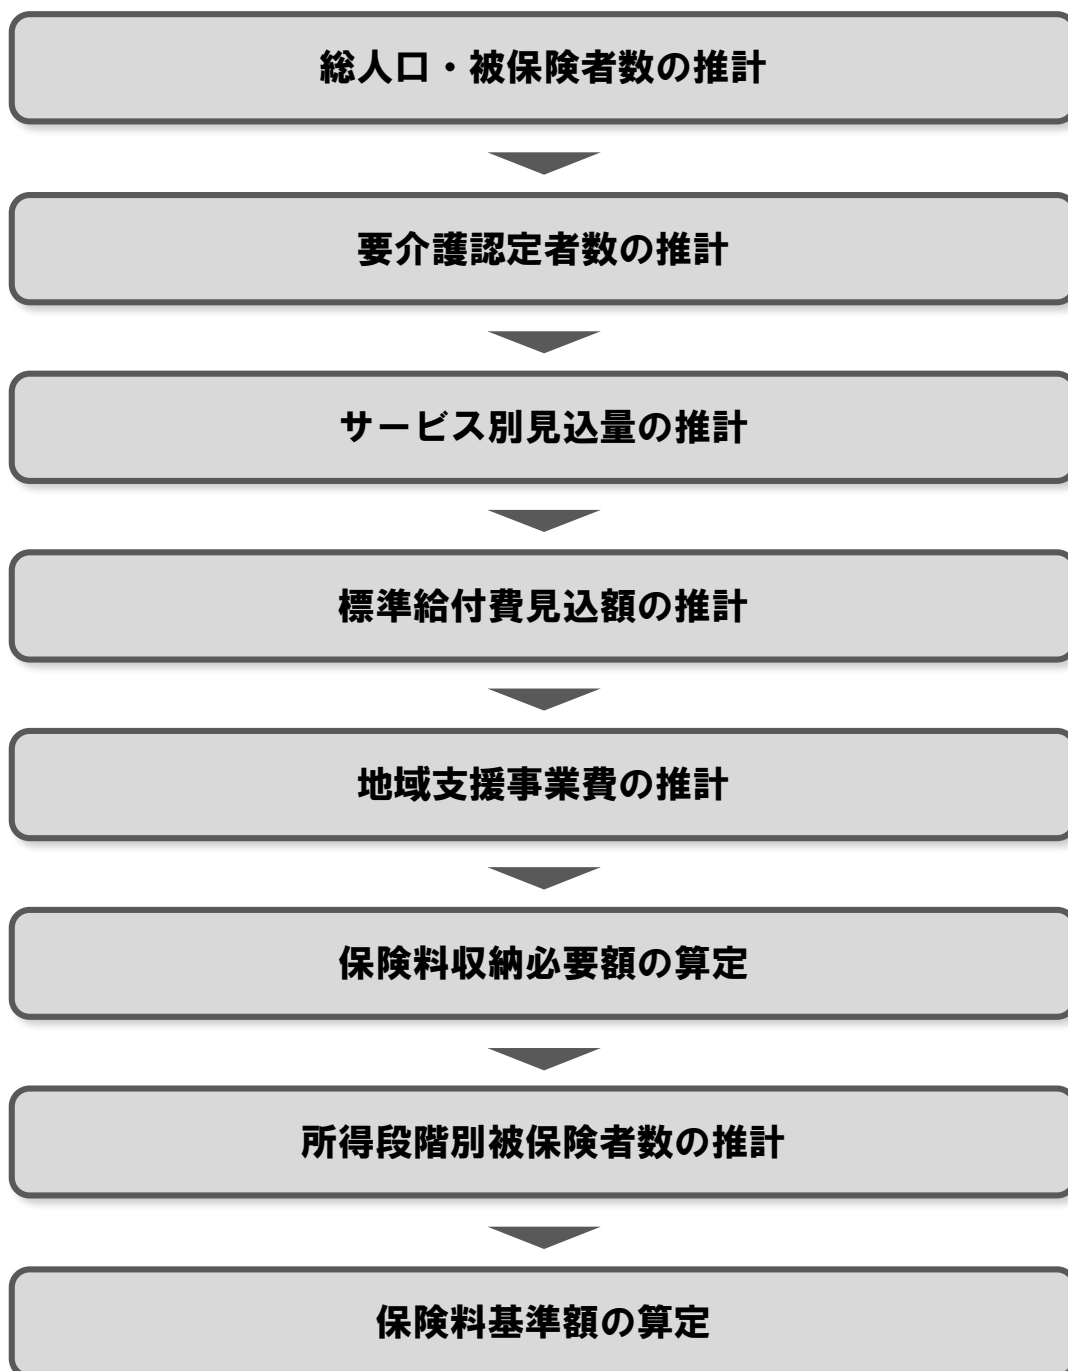 総人口・被保険者数の推計
要介護認定者数の推計
サービス別見込量の推計
標準給付費見込額の推計
地域支援事業費の推計
保険料収納必要額の算定
所得段階別被保険者数の推計
保険料基準額の算定